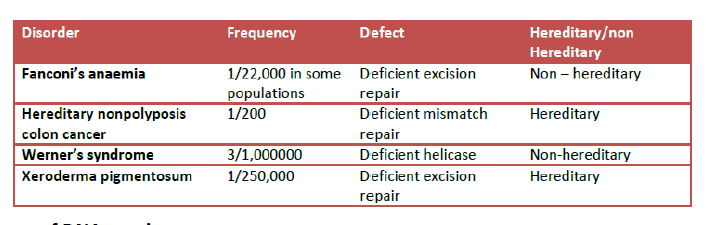 Disorder Frequency Defect Hereditary/non
Hereditary
Fanconi's anaemia 1/22,000 in some Deficient excision Non – hereditary
populations repair
Hereditary nonpolyposis 1/200 Deficient mismatch Hereditary
colon cancer repair
Werner's syndrome 3/1,000000 Deficient helicase Non-hereditary
Xeroderma pigmentosum 1/250,000 Deficient excision Hereditary
repair